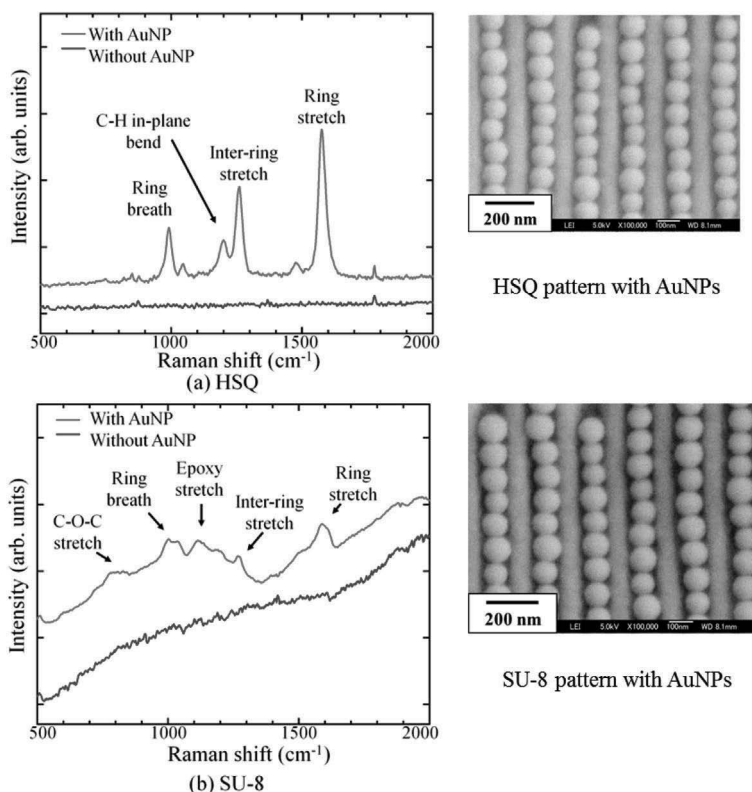 With AuNP
Without AuNP
C-H in-plane
bend
Ring
breath
Inter-ring
stretch
Ring
stretch
Intensity (arb. units)
500
1000
1500
2000
Raman shift (cm⁻¹)
(a) HSQ
200 nm
LEI 5.0kV X100,000 100nm WD 8.1mm
HSQ pattern with AuNPs
With AuNP
Without AuNP
C-O-C
stretch
Ring
breath
Epoxy
stretch
Inter-ring
stretch
Ring
stretch
Intensity (arb. units)
500
1000
1500
2000
Raman shift (cm⁻¹)
(b) SU-8
200 nm
LEI 5.0kV X100,000 100nm WD 8.1mm
SU-8 pattern with AuNPs